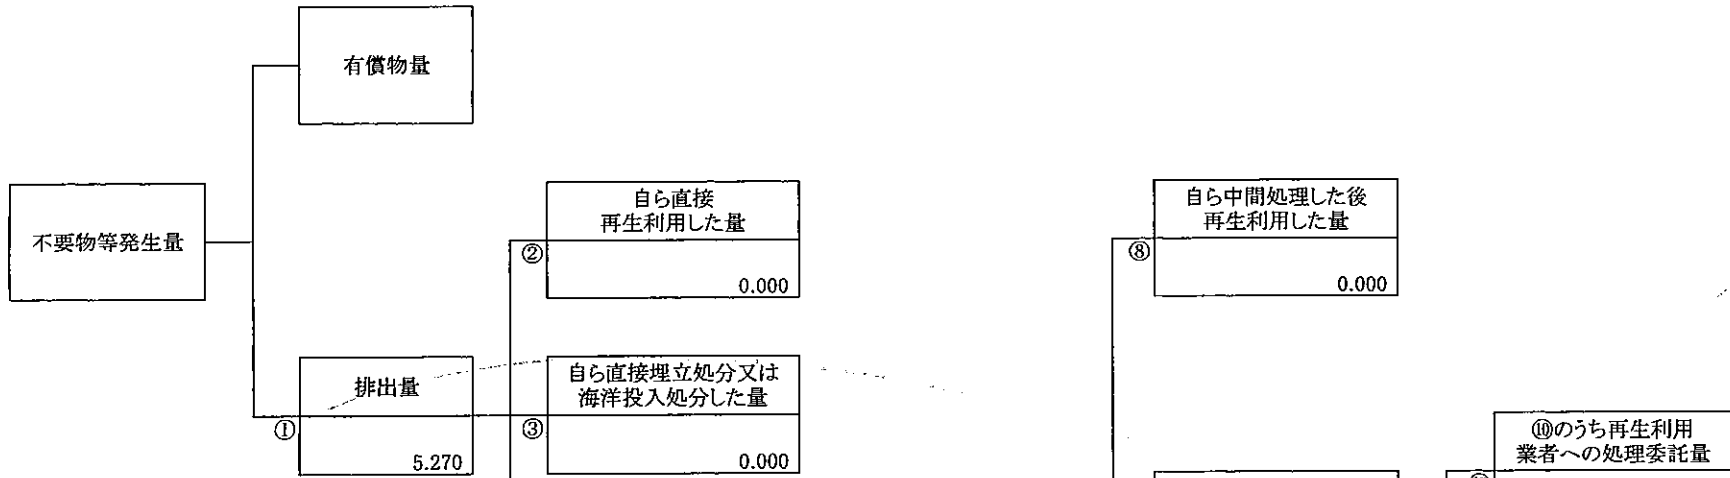 有償物量
不要物等発生量
自ら直接
再生利用した量
②
0.000
自ら中間処理した後
再生利用した量
⑧
0.000
排出量
①
5.270
自ら直接埋立処分又は
海洋投入処分した量
③
0.000
⑩のうち再生利用
業者への処理委託量